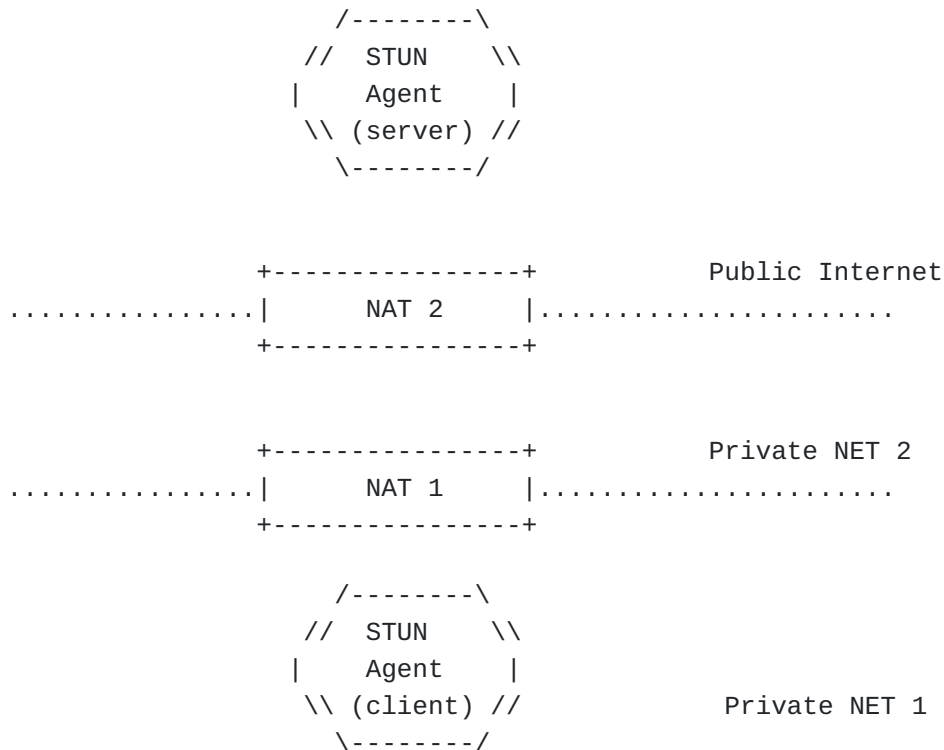 /--------\
// STUN \\
| Agent |
\\ (server) //
\--------/
+----------------+ Public Internet
................| NAT 2 |.......................
+----------------+
+----------------+ Private NET 2
................| NAT 1 |.......................
+----------------+
/--------\
// STUN \\
| Agent |
\\ (client) // Private NET 1
\--------/